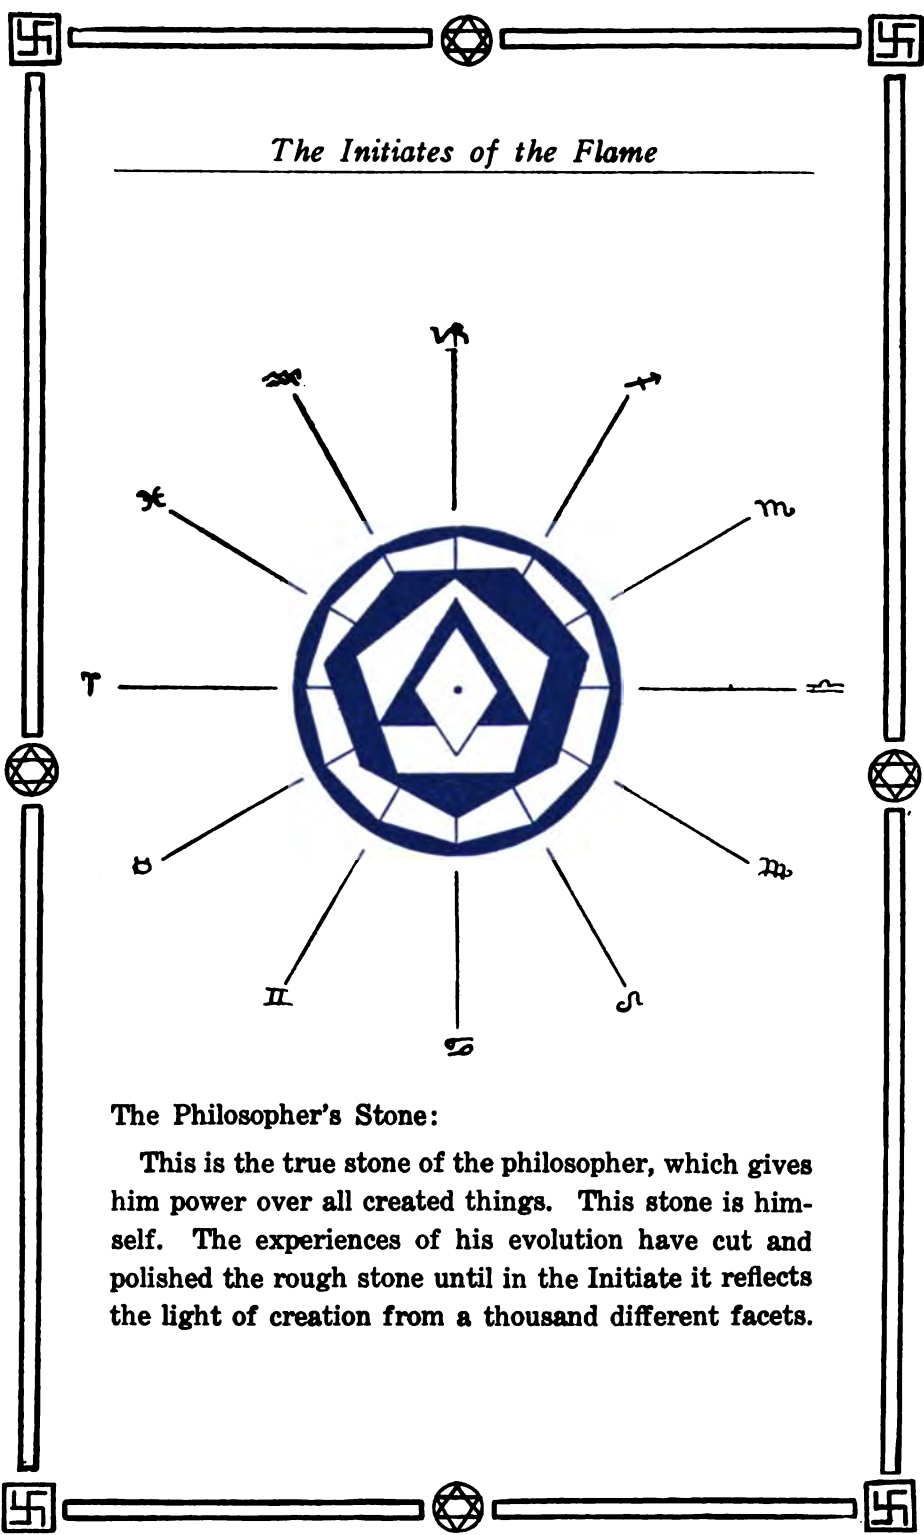 The Initiates of the Flame
♑
♒ ♐
♓ ♏
♈ ♎
♉ ♍
♊ ♌
♋
The Philosopher's Stone:
This is the true stone of the philosopher, which gives
him power over all created things. This stone is him-
self. The experiences of his evolution have cut and
polished the rough stone until in the Initiate it reflects
the light of creation from a thousand different facets.